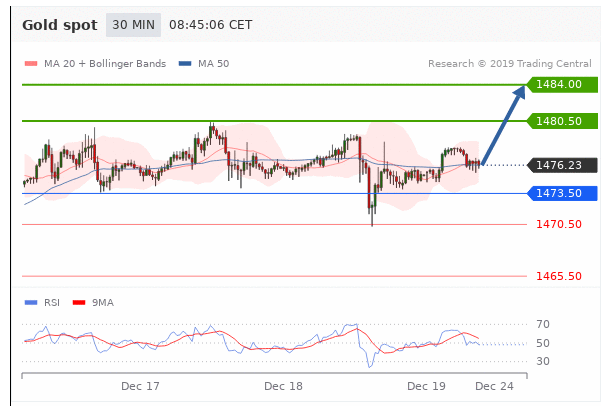 Gold spot 30 MIN 08:45:06 CET
MA 20 + Bollinger Bands MA 50 Research © 2019 Trading Central
1484.00
1480.50
1476.23
1473.50
1470.50
1465.50
RSI 9MA
70
50
30
Dec 17 Dec 18 Dec 19 Dec 24